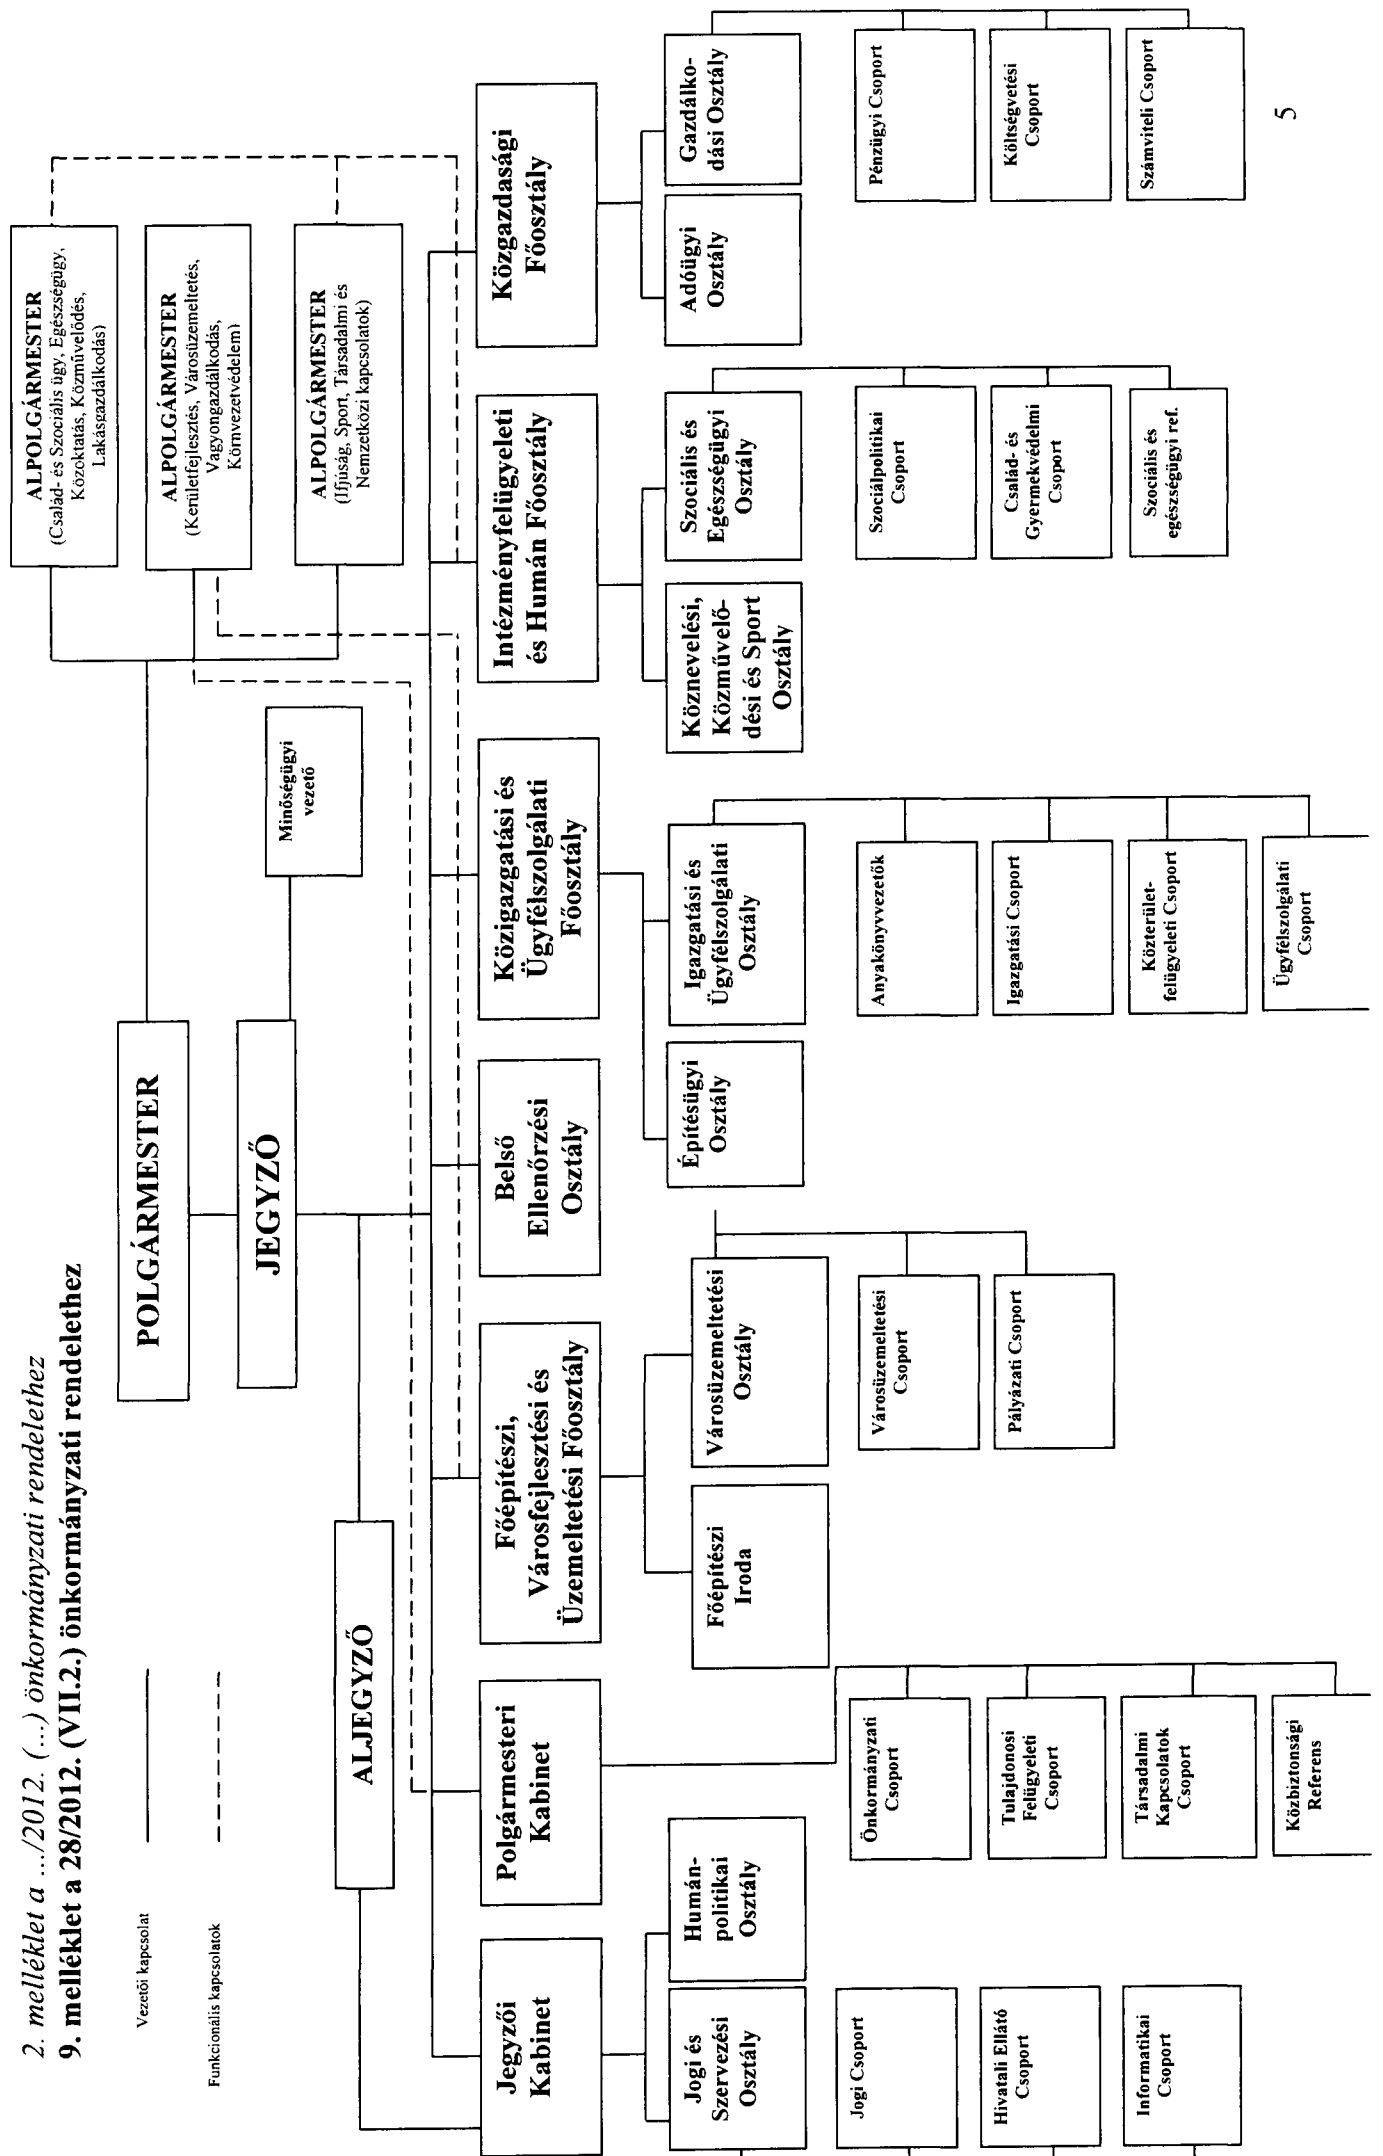 2. melléklet a .../2012. (...) önkormányzati rendelethez
9. melléklet a 28/2012. (VII.2.) önkormányzati rendelethez
Vezetői kapcsolat
Funkcionális kapcsolatok
POLGÁRMESTER
JEGYZŐ
ALJEGYZŐ
Minőségügyi
vezető
ALPOLGÁRMESTER
(Család- és Szociális ügy, Egészségügy,
Közoktatás, Közművelődés,
Lakásgazdálkodás)
ALPOLGÁRMESTER
(Kerületfejlesztés, Városüzemeltetés,
Vagyongazdálkodás,
Környezetvédelem)
ALPOLGÁRMESTER
(Ifjúság, Sport, Társadalmi és
Nemzetközi kapcsolatok)
Jegyzői
Kabinet
Polgármesteri
Kabinet
Főépítészi,
Városfejlesztési és
Üzemeltetési Főosztály
Belső
Ellenőrzési
Osztály
Közigazgatási és
Ügyfélszolgálati
Főosztály
Intézményfelügyeleti
és Humán Főosztály
Közgazdasági
Főosztály
Jogi és
Szervezési
Osztály
Humán-
politikai
Osztály
Főépítészi
Iroda
Városüzemeltetési
Osztály
Építésügyi
Osztály
Igazgatási és
Ügyfélszolgálati
Osztály
Köznevelési,
Közművelő-
dési és Sport
Osztály
Szociális és
Egészségügyi
Osztály
Adóügyi
Osztály
Gazdálko-
dási Osztály
Jogi Csoport
Hivatali Ellátó
Csoport
Informatikai
Csoport
Önkormányzati
Csoport
Tulajdonosi
Felügyeleti
Csoport
Társadalmi
Kapcsolatok
Csoport
Közbiztonsági
Referens
Városüzemeltetési
Csoport
Pályázati Csoport
Anyakönyvvezetők
Igazgatási Csoport
Közterület-
felügyeleti Csoport
Ügyfélszolgálati
Csoport
Szociálpolitikai
Csoport
Család- és
Gyermekvédelmi
Csoport
Szociális és
egészségügyi ref.
Pénzügyi Csoport
Költségvetési
Csoport
Számviteli Csoport
5